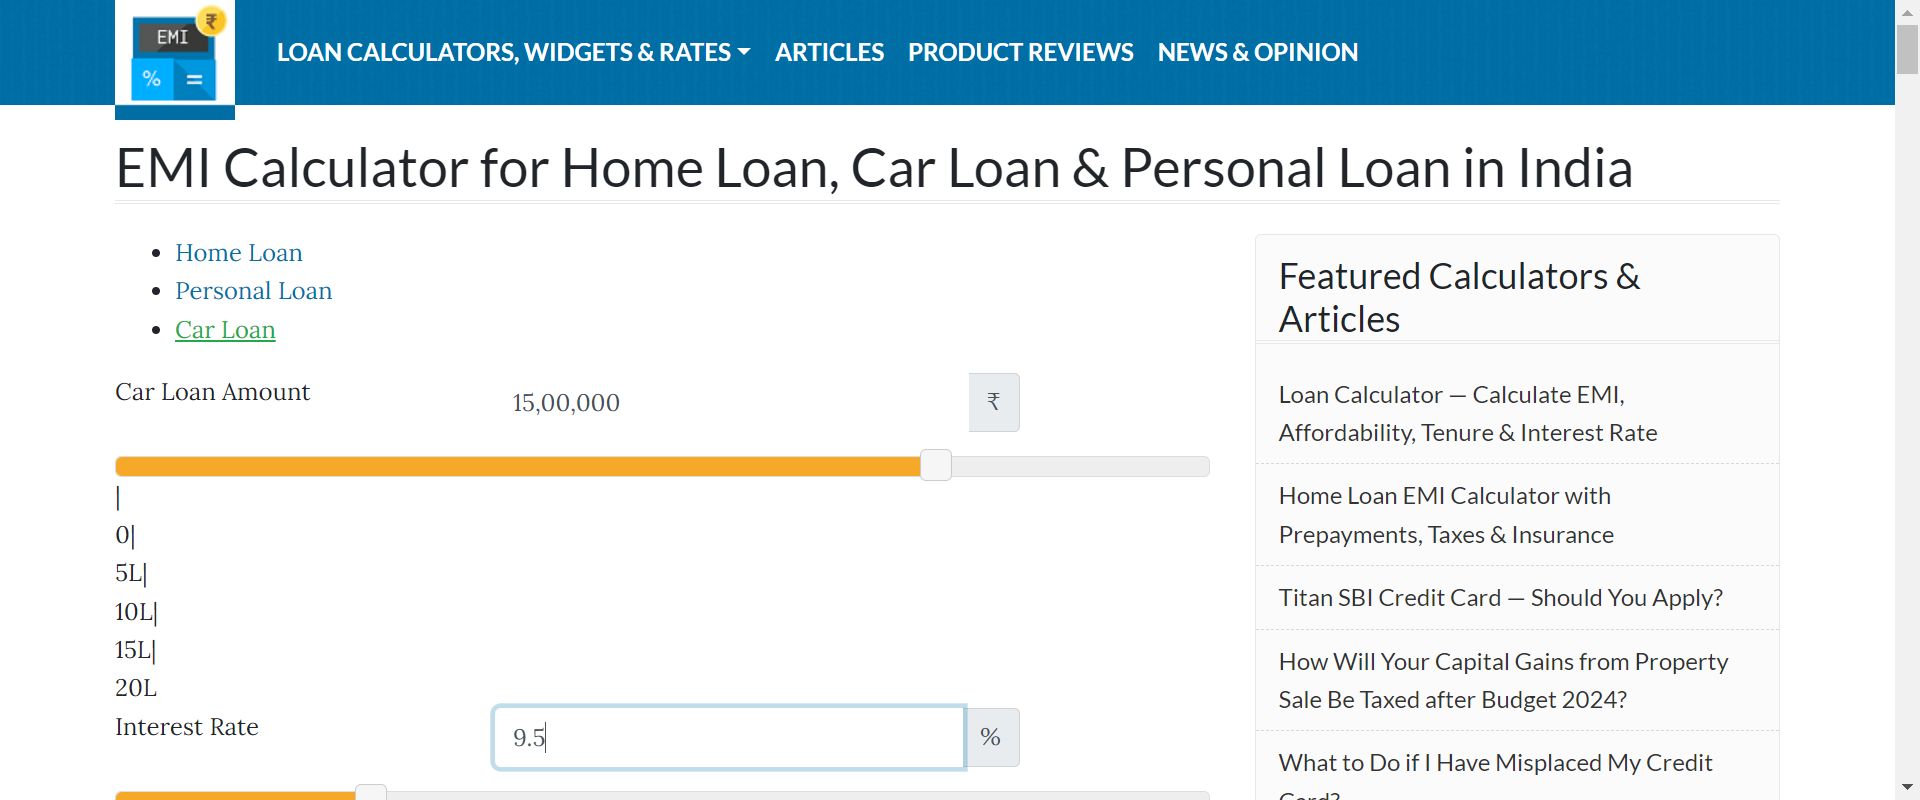 EMI
₹
%
=
LOAN CALCULATORS, WIDGETS & RATES
ARTICLES
PRODUCT REVIEWS
NEWS & OPINION
EMI Calculator for Home Loan, Car Loan & Personal Loan in India
Home Loan
Personal Loan
Car Loan
Car Loan Amount
15,00,000
₹
|
0|
5L|
10L|
15L|
20L
Interest Rate
9.5
%
Featured Calculators &
Articles
Loan Calculator — Calculate EMI,
Affordability, Tenure & Interest Rate
Home Loan EMI Calculator with
Prepayments, Taxes & Insurance
Titan SBI Credit Card — Should You Apply?
How Will Your Capital Gains from Property
Sale Be Taxed after Budget 2024?
What to Do if I Have Misplaced My Credit
Card?